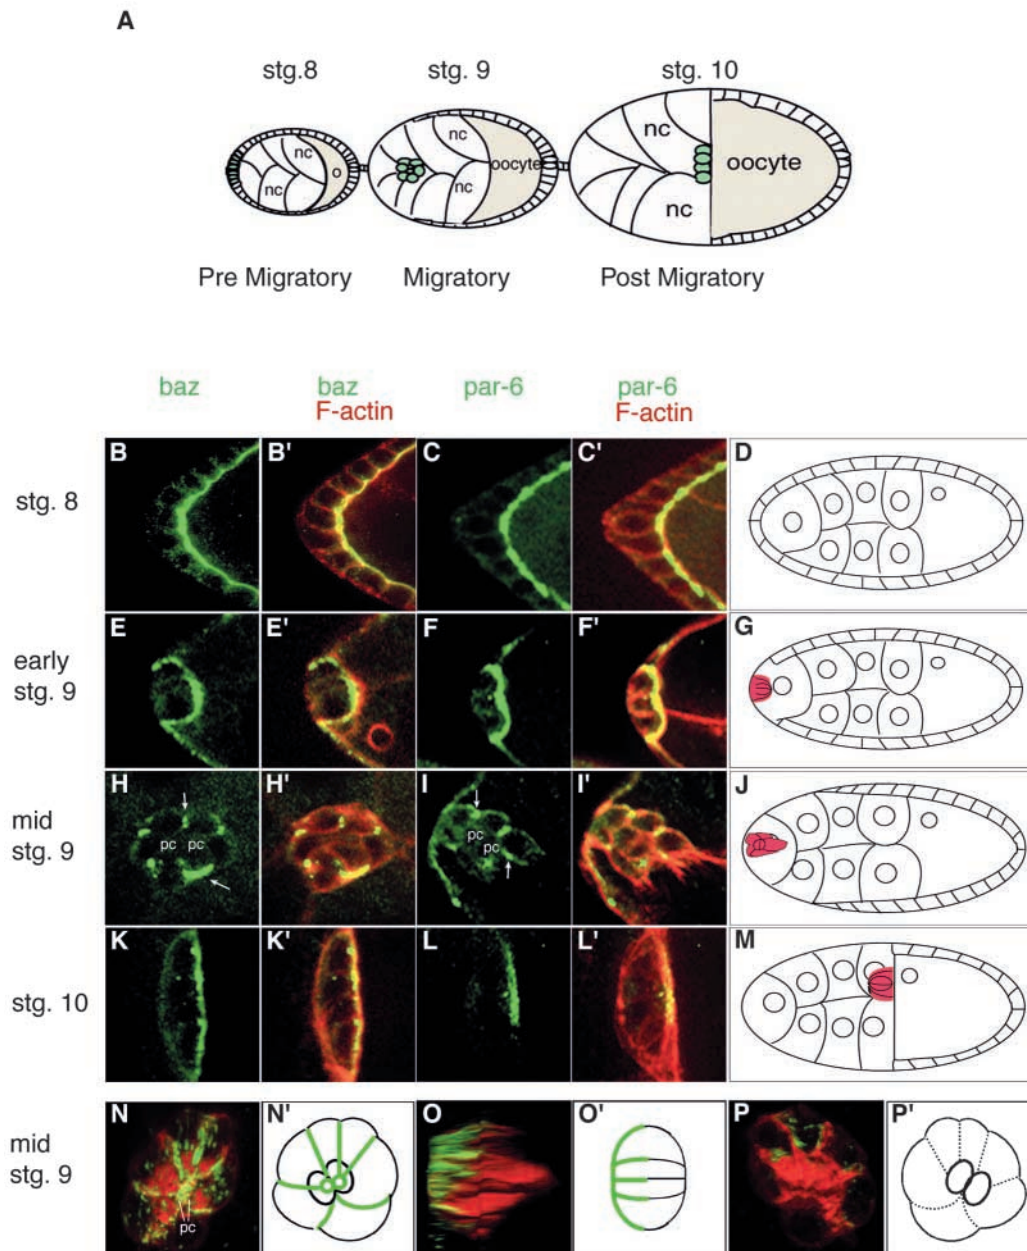 A
stg.8 stg. 9 stg. 10
nc nc o nc oocyte nc nc oocyte nc
Pre Migratory Migratory Post Migratory
baz baz par-6 par-6
F-actin F-actin
stg. 8
B B' C C' D
early
stg. 9
E E' F F' G
mid
stg. 9
H H' I I' J
pc pc pc pc
stg. 10
K K' L L' M
mid
stg. 9
N N' O O' P P'
pc